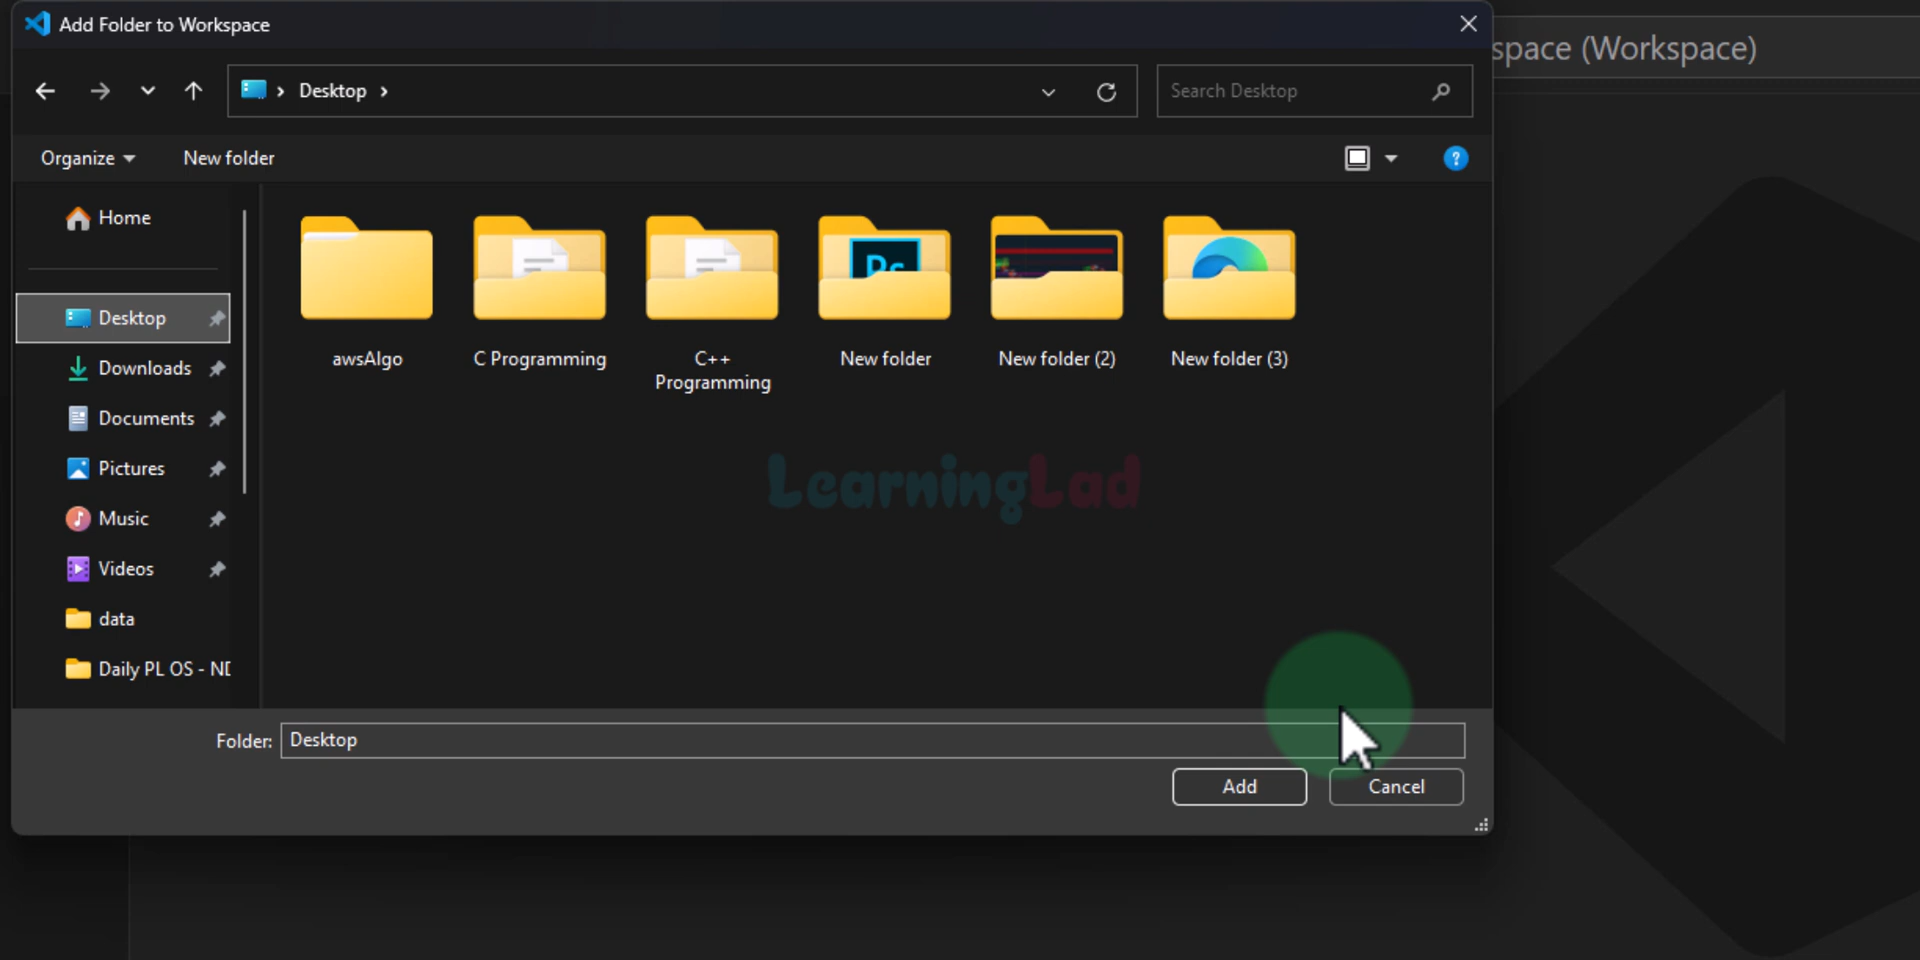 Add Folder to Workspace
space (Workspace)
Desktop
Search Desktop
Organize
New folder
?
Home
Desktop
Downloads
Documents
Pictures
Music
Videos
data
Daily PL OS - ND
awsAlgo
C Programming
C++
Programming
Ps
New folder
New folder (2)
New folder (3)
LearningLad
Folder:
Desktop
Add
Cancel